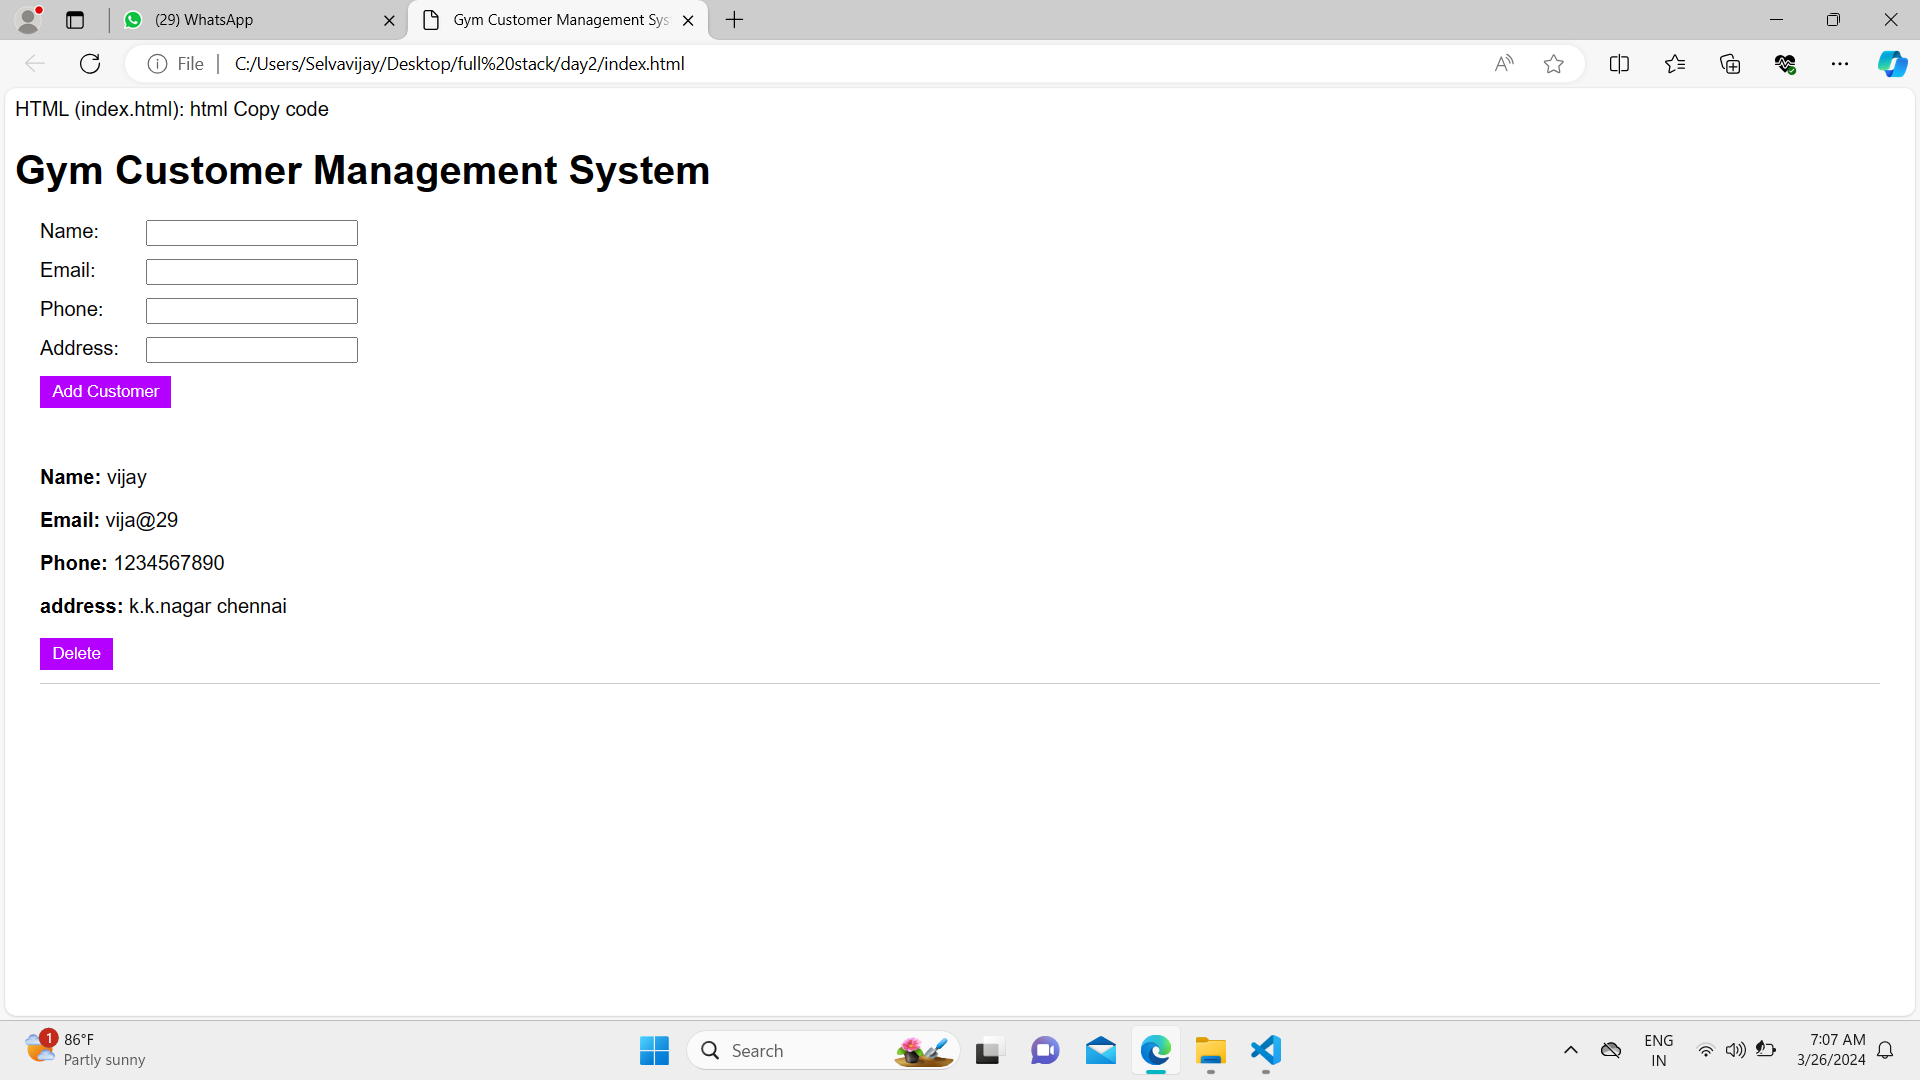 (29) WhatsApp
Gym Customer Management Sys
File
C:/Users/Selvavijay/Desktop/full%20stack/day2/index.html
HTML (index.html): html Copy code
Gym Customer Management System
Name:
Email:
Phone:
Address:
Add Customer
Name: vijay
Email: vija@29
Phone: 1234567890
address: k.k.nagar chennai
Delete
1
86°F
Partly sunny
Search
ENG
IN
7:07 AM
3/26/2024